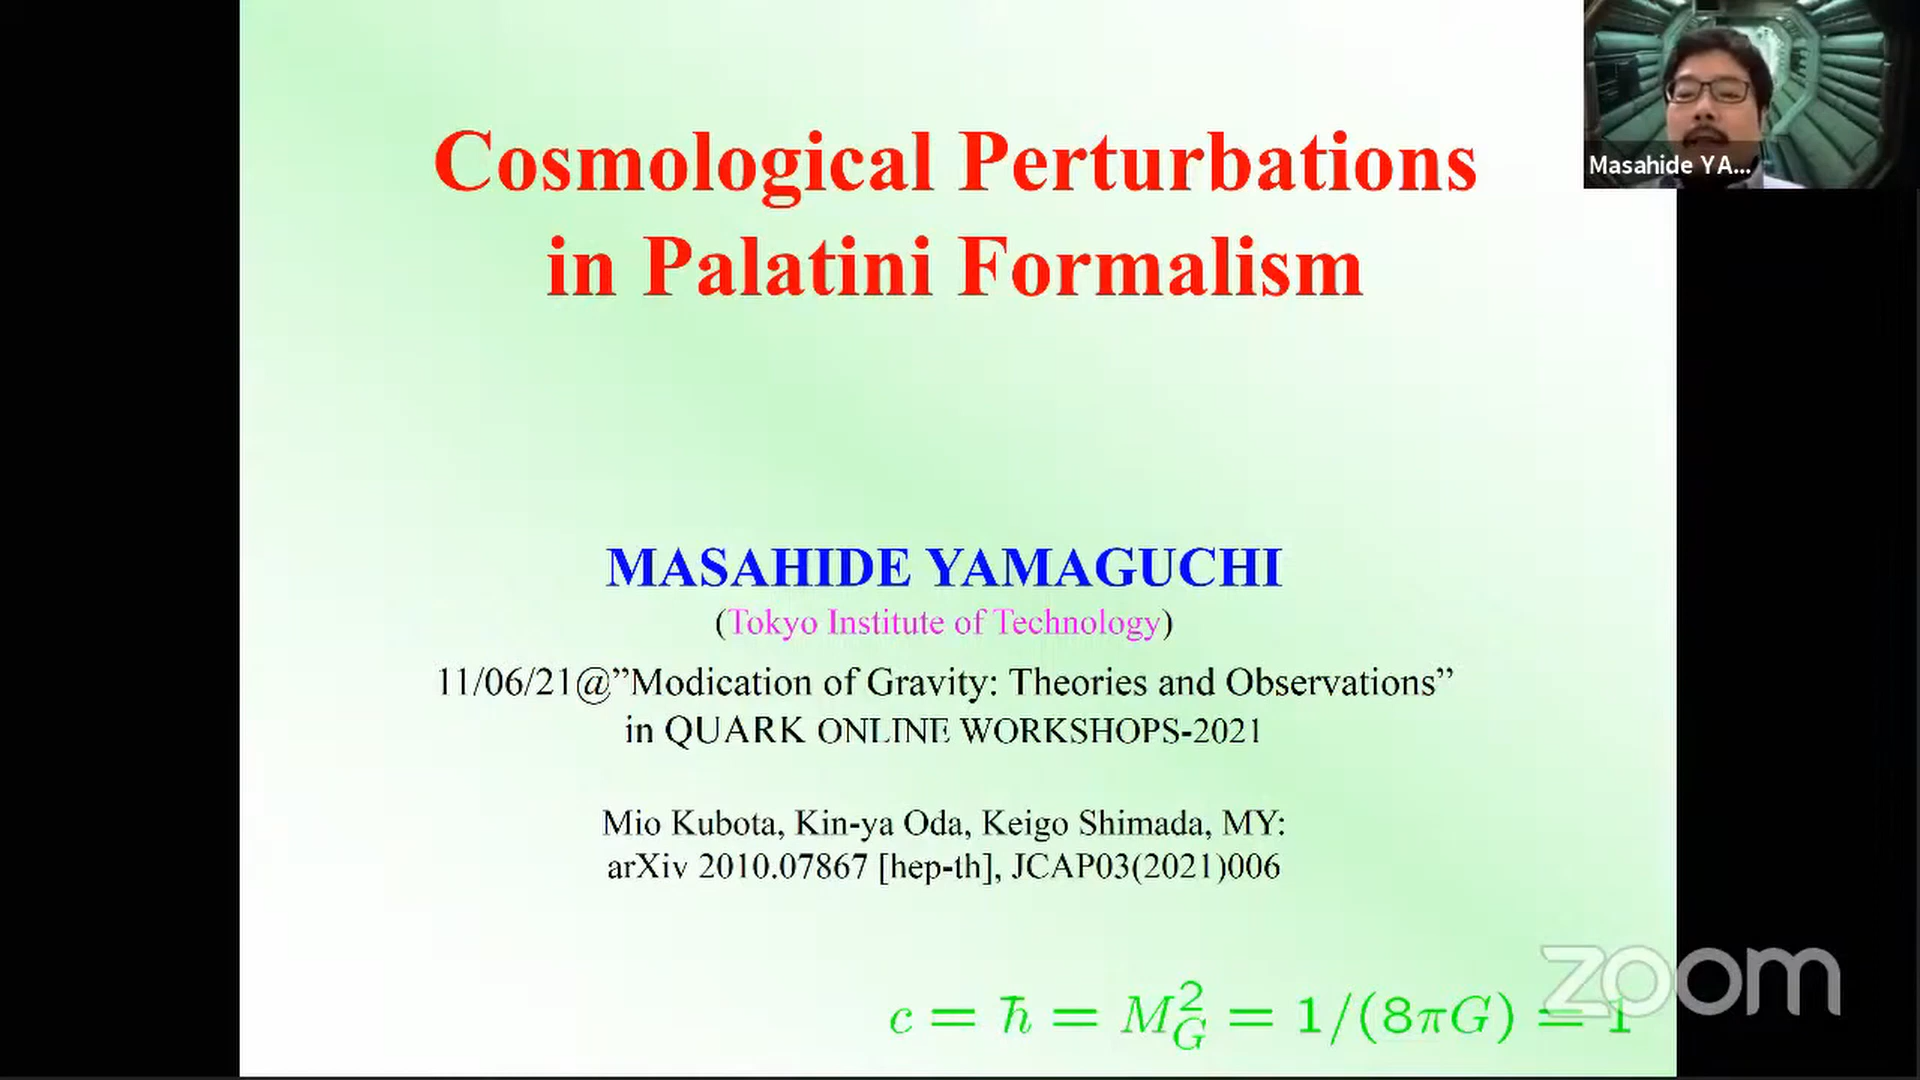 Cosmological Perturbations
in Palatini Formalism
Masahide YA...
MASAHIDE YAMAGUCHI
(Tokyo Institute of Technology)
11/06/21@”Modication of Gravity: Theories and Observations”
in QUARK ONLINE WORKSHOPS-2021
Mio Kubota, Kin-ya Oda, Keigo Shimada, MY:
arXiv 2010.07867 [hep-th], JCAP03(2021)006
c = ħ = M_G^2 = 1/(8πG) = 1
zoom